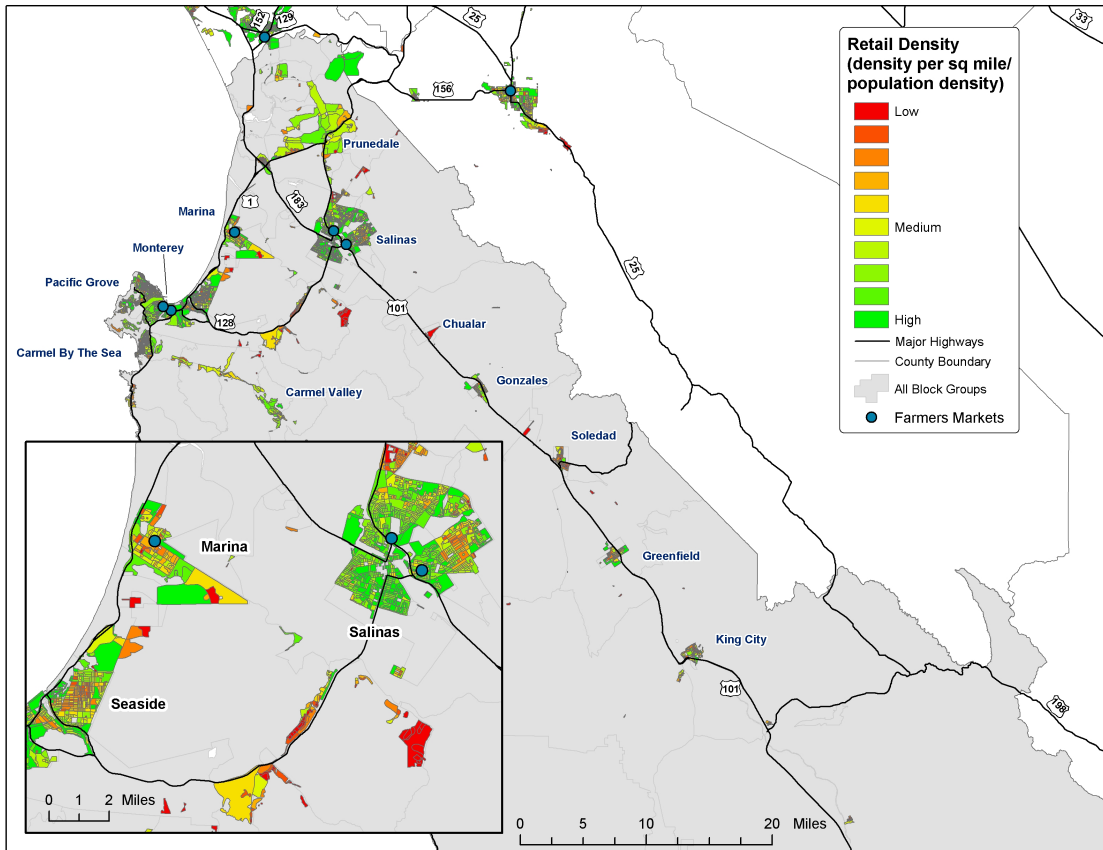 152
129
25
33
Retail Density
(density per sq mile/
population density)
Low
Medium
High
Major Highways
County Boundary
All Block Groups
Farmers Markets
156
Prunedale
1
183
Marina
Salinas
Monterey
Pacific Grove
25
101
128
Chualar
Carmel By The Sea
Gonzales
Carmel Valley
Soledad
Greenfield
King City
101
198
Marina
Salinas
Seaside
0 1 2 Miles
0 5 10 20 Miles